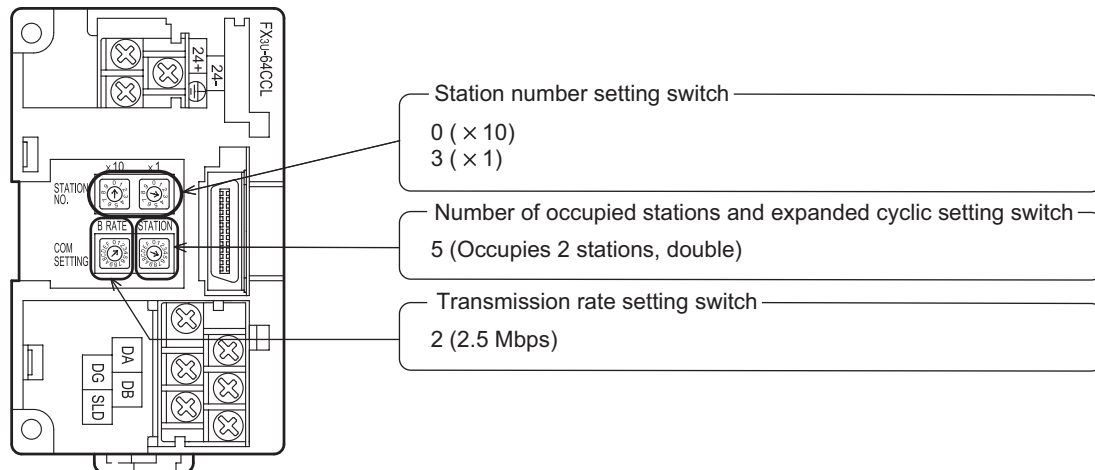 FX3U-64CCL
24+
24-
Station number setting switch
0 ( × 10)
3 ( × 1)
×10 ×1
STATION
NO.
Number of occupied stations and expanded cyclic setting switch
5 (Occupies 2 stations, double)
B RATE STATION
COM
SETTING
Transmission rate setting switch
2 (2.5 Mbps)
DA
DB
DG
SLD